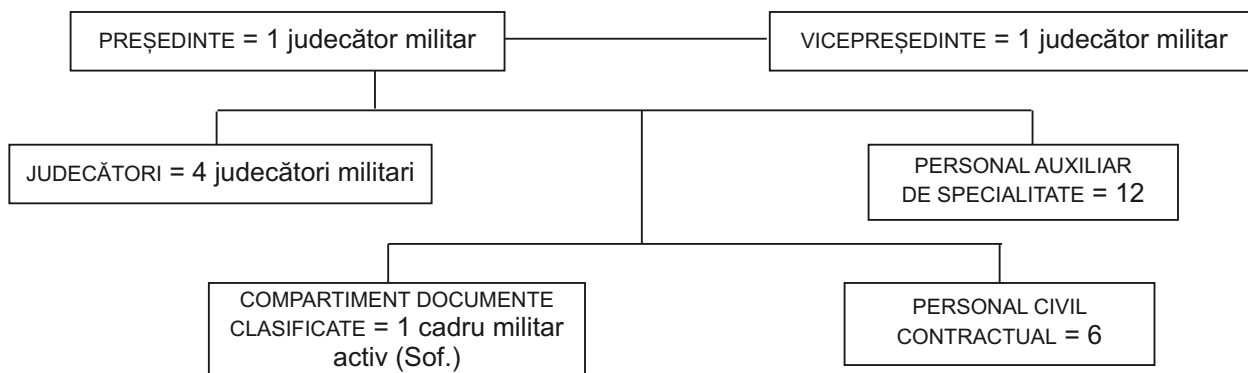 PREȘEDINTE = 1 judecător militar
VICEPREȘEDINTE = 1 judecător militar
JUDECĂTORI = 4 judecători militari
PERSONAL AUXILIAR
DE SPECIALITATE = 12
COMPARTIMENT DOCUMENTE
CLASIFICATE = 1 cadru militar
activ (Sof.)
PERSONAL CIVIL
CONTRACTUAL = 6